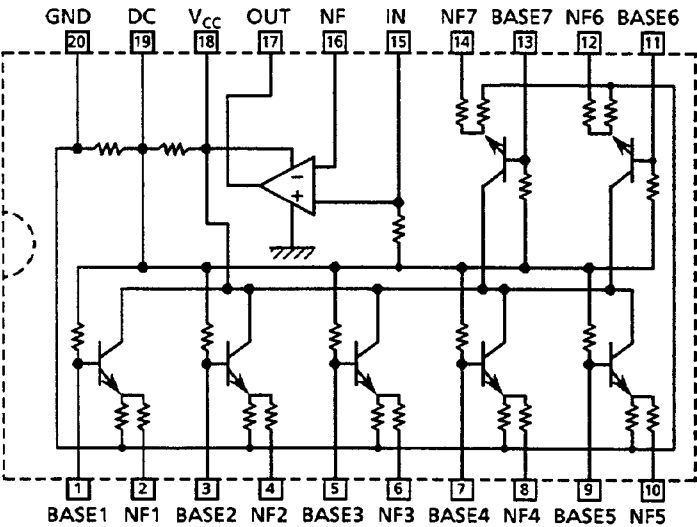 GND DC VCC OUT NF IN NF7 BASE7 NF6 BASE6
20 19 18 17 16 15 14 13 12 11
−
+
1 2 3 4 5 6 7 8 9 10
BASE1 NF1 BASE2 NF2 BASE3 NF3 BASE4 NF4 BASE5 NF5